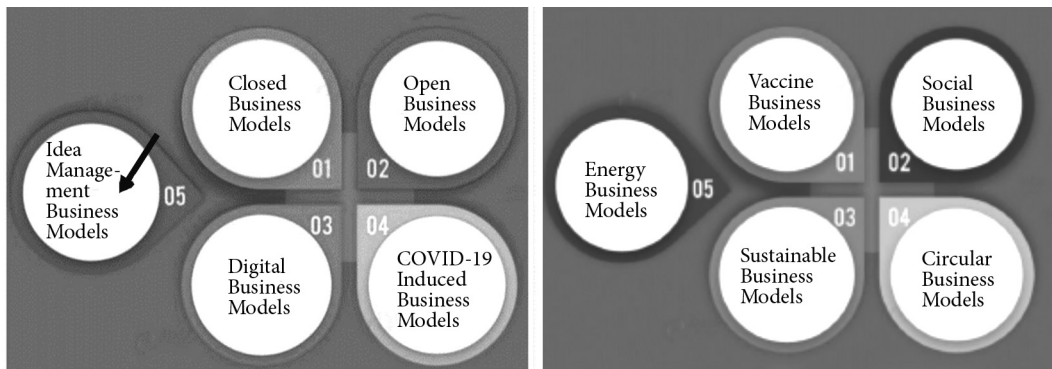 Closed
Business
Models
01
Open
Business
Models
02
Idea
Manage-
ment
Business
Models
05
Digital
Business
Models
03
COVID-19
Induced
Business
Models
04
Vaccine
Business
Models
01
Social
Business
Models
02
Energy
Business
Models
05
Sustainable
Business
Models
03
Circular
Business
Models
04